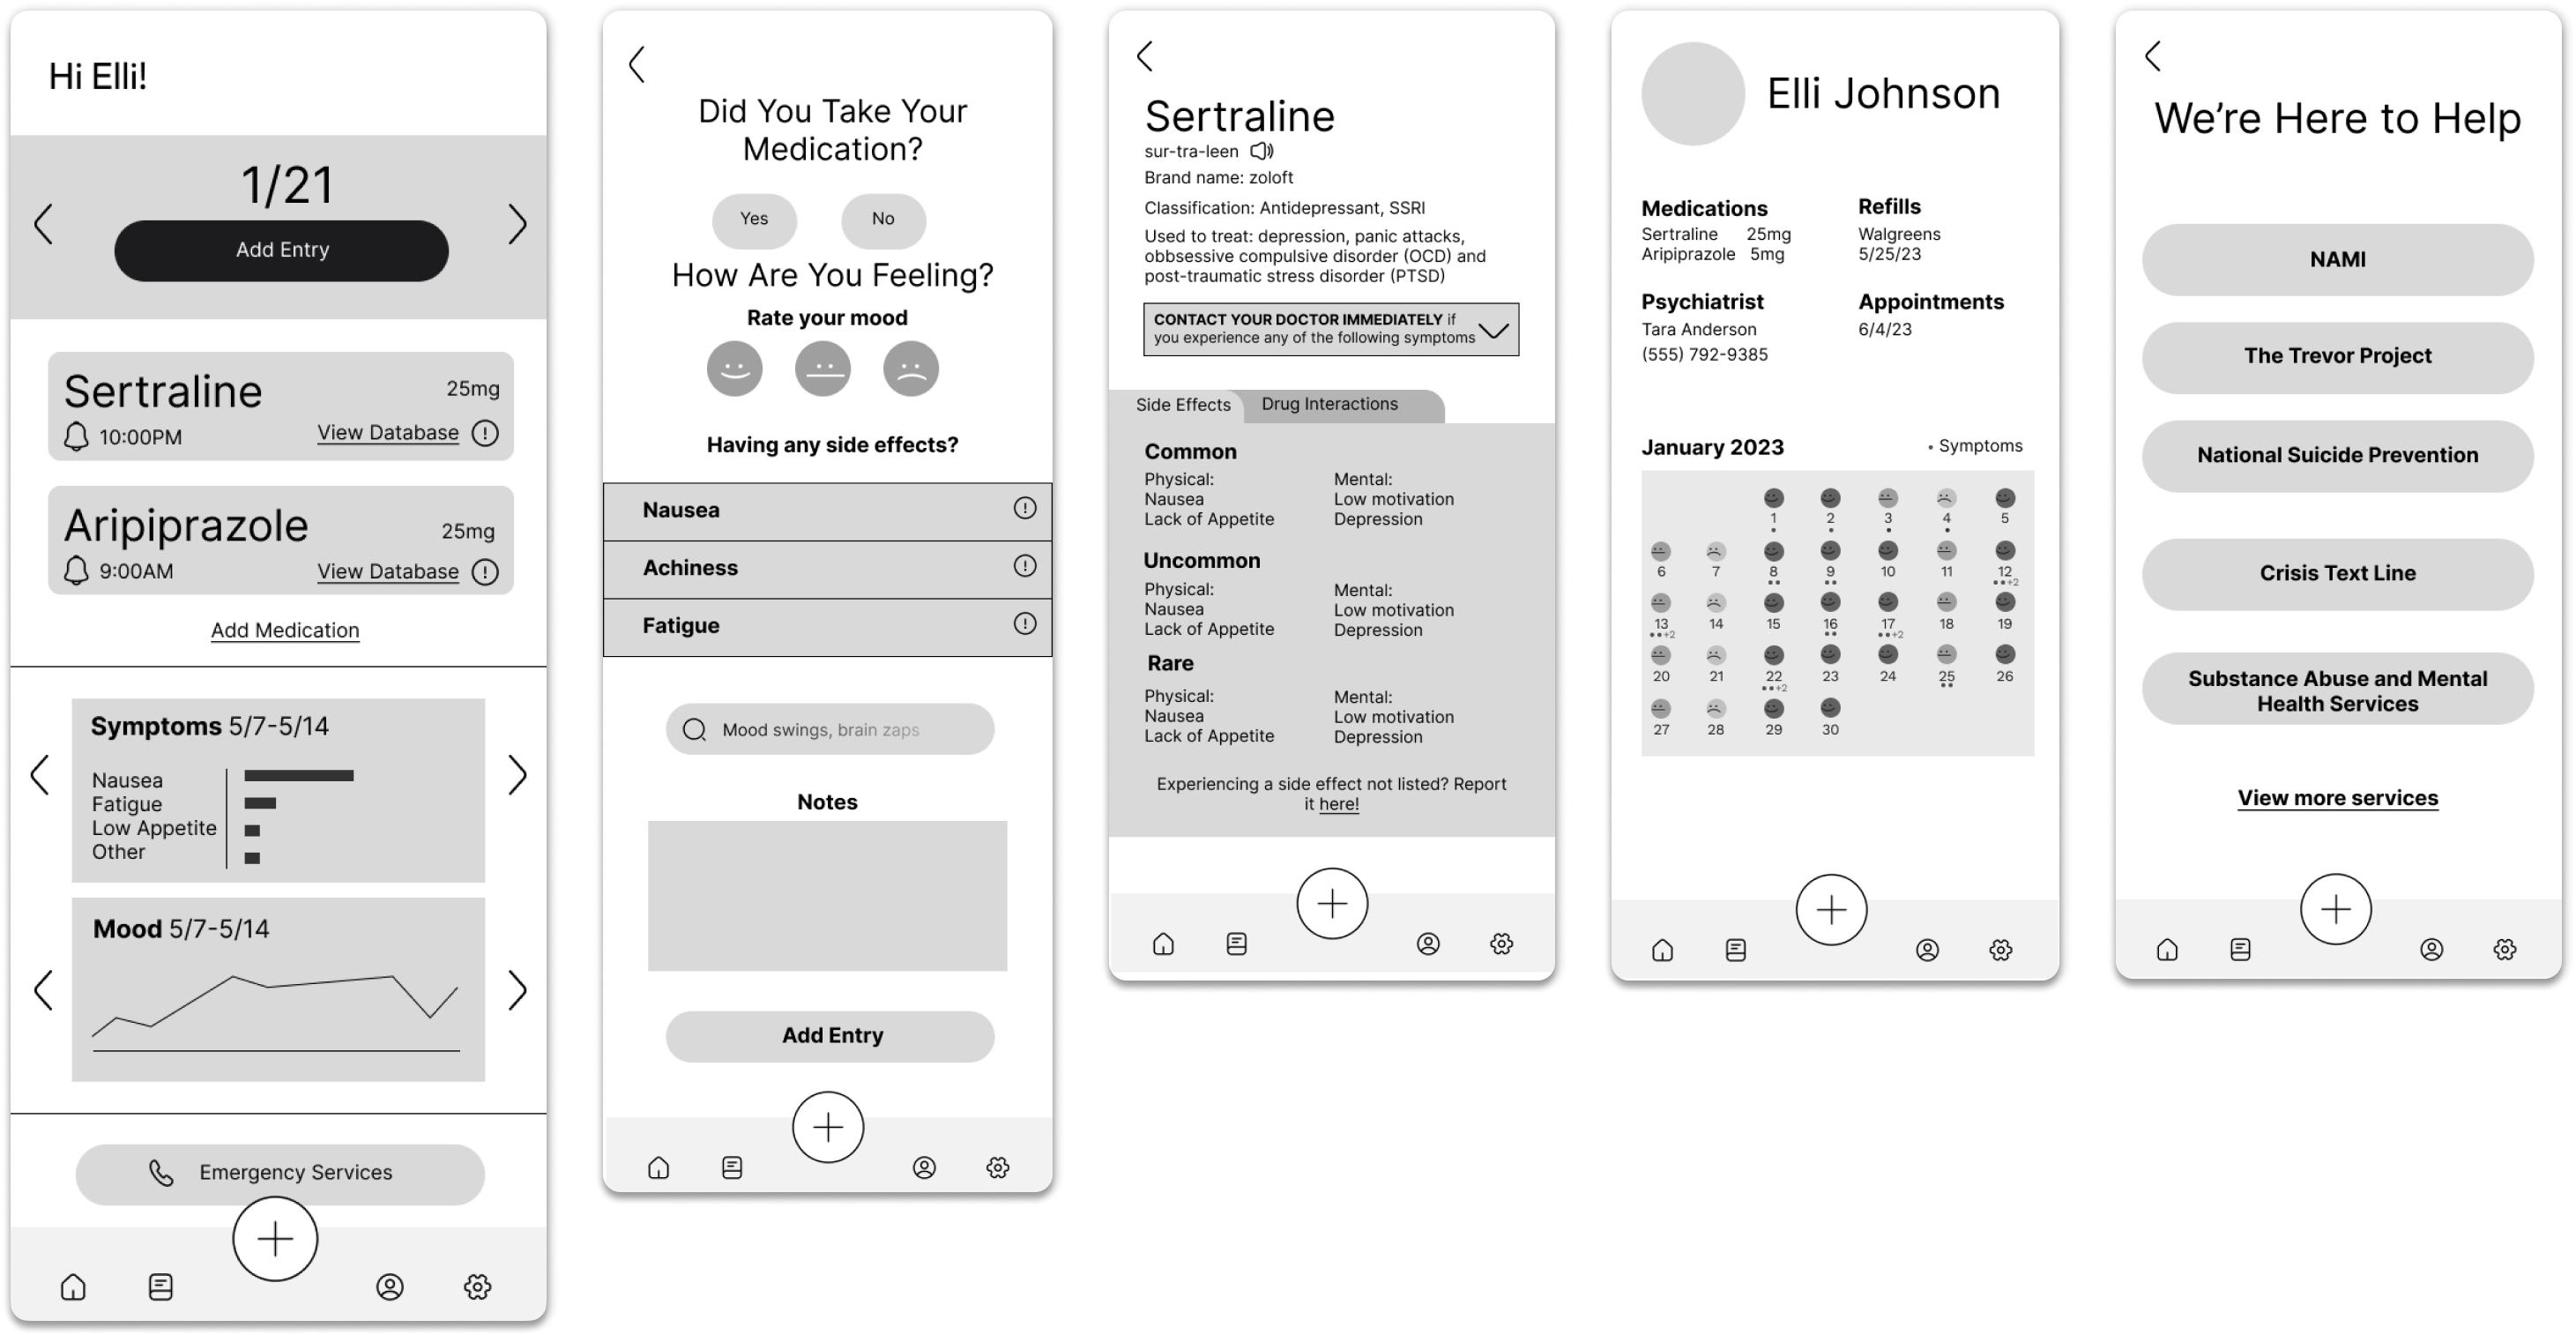 Hi Elli!
1/21
Add Entry
Sertraline
25mg
10:00PM
View Database
Aripiprazole
25mg
9:00AM
View Database
Add Medication
Symptoms 5/7-5/14
Nausea
Fatigue
Low Appetite
Other
Mood 5/7-5/14
Emergency Services
Did You Take Your
Medication?
Yes
No
How Are You Feeling?
Rate your mood
Having any side effects?
Nausea
Achiness
Fatigue
Mood swings, brain zaps
Notes
Add Entry
Sertraline
sur-tra-leen
Brand name: zoloft
Classification: Antidepressant, SSRI
Used to treat: depression, panic attacks,
obbsessive compulsive disorder (OCD) and
post-traumatic stress disorder (PTSD)
CONTACT YOUR DOCTOR IMMEDIATELY if
you experience any of the following symptoms
Side Effects
Drug Interactions
Common
Physical:
Nausea
Lack of Appetite
Mental:
Low motivation
Depression
Uncommon
Physical:
Nausea
Lack of Appetite
Mental:
Low motivation
Depression
Rare
Physical:
Nausea
Lack of Appetite
Mental:
Low motivation
Depression
Experiencing a side effect not listed? Report
it here!
Elli Johnson
Medications
Sertraline 25mg
Aripiprazole 5mg
Refills
Walgreens
5/25/23
Psychiatrist
Tara Anderson
(555) 792-9385
Appointments
6/4/23
January 2023
• Symptoms
1 2 3 4 5
6 7 8 9 10 11 12
+2
13 14 15 16 17 18 19
+2 +2
20 21 22 23 24 25 26
+2
27 28 29 30
We're Here to Help
NAMI
The Trevor Project
National Suicide Prevention
Crisis Text Line
Substance Abuse and Mental
Health Services
View more services